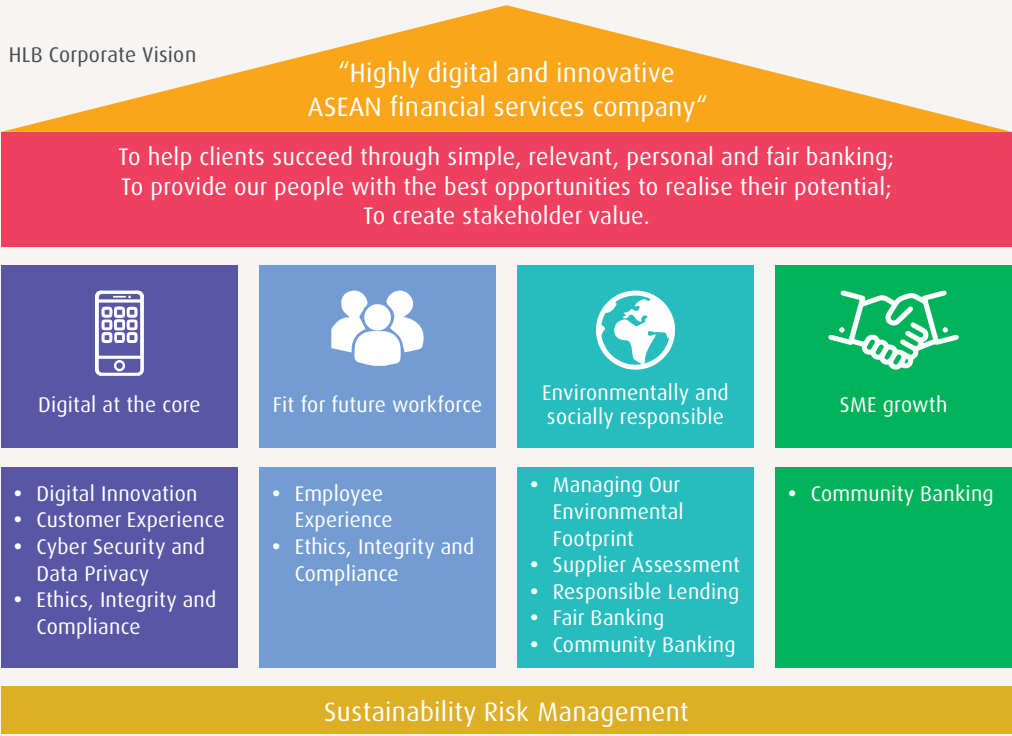 HLB Corporate Vision
“Highly digital and innovative
ASEAN financial services company“
To help clients succeed through simple, relevant, personal and fair banking;
To provide our people with the best opportunities to realise their potential;
To create stakeholder value.
Digital at the core
Fit for future workforce
Environmentally and
socially responsible
SME growth
• Digital Innovation
• Customer Experience
• Cyber Security and
Data Privacy
• Ethics, Integrity and
Compliance
• Employee
Experience
• Ethics, Integrity and
Compliance
• Managing Our
Environmental
Footprint
• Supplier Assessment
• Responsible Lending
• Fair Banking
• Community Banking
• Community Banking
Sustainability Risk Management